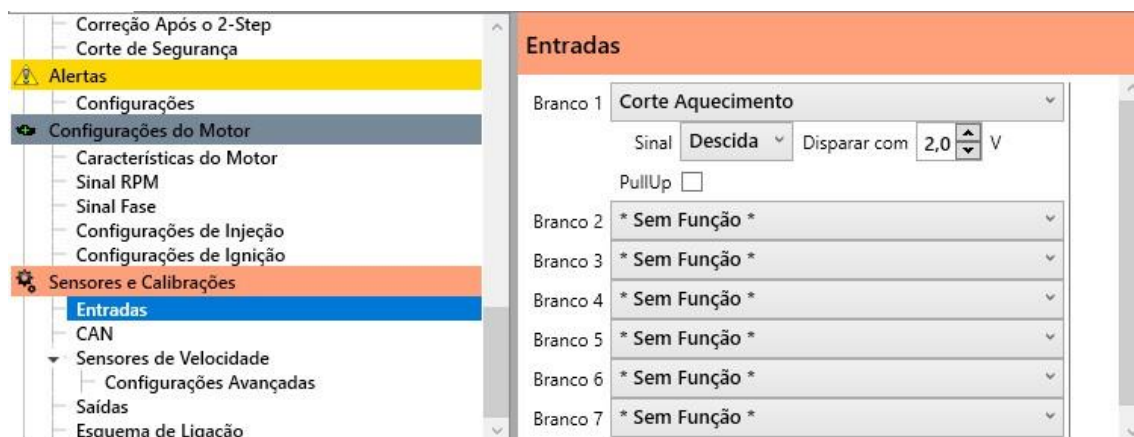 Correção Após o 2-Step
Corte de Segurança
Alertas
Configurações
Configurações do Motor
Características do Motor
Sinal RPM
Sinal Fase
Configurações de Injeção
Configurações de Ignição
Sensores e Calibrações
Entradas
CAN
Sensores de Velocidade
Configurações Avançadas
Saídas
Esquema de Ligação
Entradas
Branco 1 Corte Aquecimento
Sinal Descida Disparar com 2,0 V
PullUp
Branco 2 * Sem Função *
Branco 3 * Sem Função *
Branco 4 * Sem Função *
Branco 5 * Sem Função *
Branco 6 * Sem Função *
Branco 7 * Sem Função *